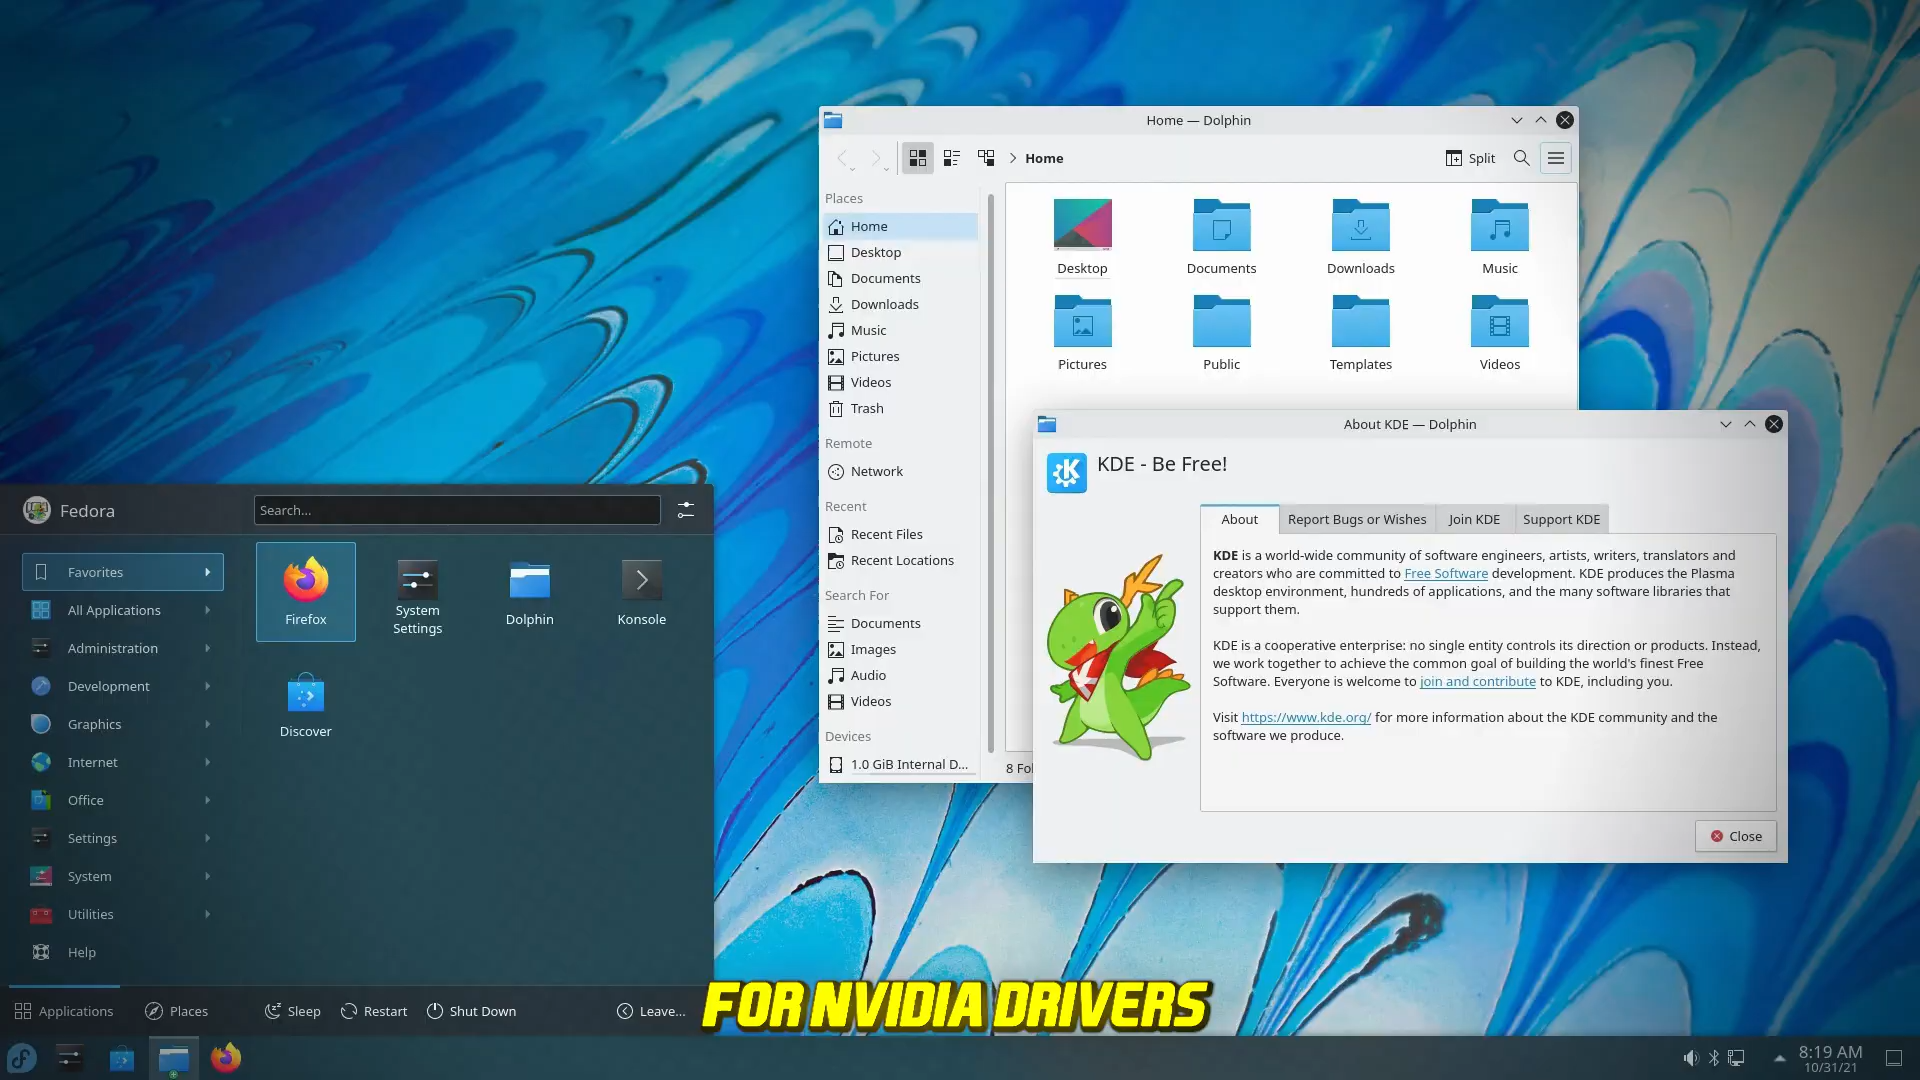 Home — Dolphin
Home
Split
Places
Home
Desktop
Documents
Downloads
Music
Pictures
Videos
Trash
Remote
Network
Recent
Recent Files
Recent Locations
Search For
Documents
Images
Audio
Videos
Devices
1.0 GiB Internal D...
Desktop
Documents
Downloads
Music
Pictures
Public
Templates
Videos
8 Fol
About KDE — Dolphin
KDE - Be Free!
About
Report Bugs or Wishes
Join KDE
Support KDE
KDE is a world-wide community of software engineers, artists, writers, translators and
creators who are committed to Free Software development. KDE produces the Plasma
desktop environment, hundreds of applications, and the many software libraries that
support them.
KDE is a cooperative enterprise: no single entity controls its direction or products. Instead,
we work together to achieve the common goal of building the world's finest Free
Software. Everyone is welcome to join and contribute to KDE, including you.
Visit https://www.kde.org/ for more information about the KDE community and the
software we produce.
Close
Fedora
Search...
Favorites
All Applications
Administration
Development
Graphics
Internet
Office
Settings
System
Utilities
Help
Firefox
System
Settings
Dolphin
Konsole
Discover
Applications
Places
Sleep
Restart
Shut Down
Leave...
FOR NVIDIA DRIVERS
8:19 AM
10/31/21